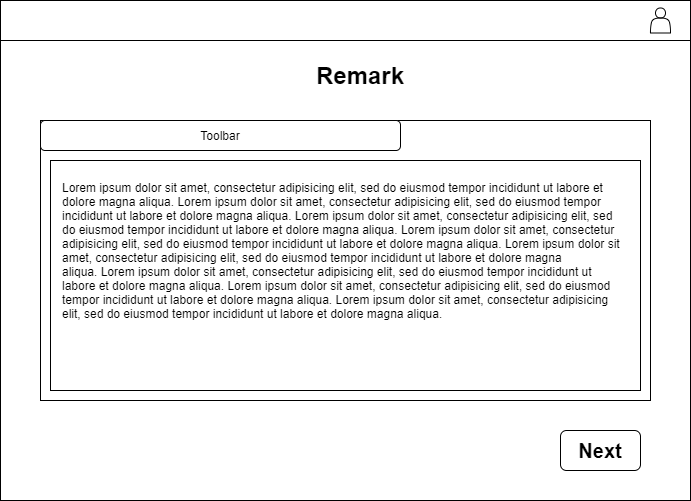 Remark
Toolbar
Lorem ipsum dolor sit amet, consectetur adipisicing elit, sed do eiusmod tempor incididunt ut labore et
dolore magna aliqua. Lorem ipsum dolor sit amet, consectetur adipisicing elit, sed do eiusmod tempor
incididunt ut labore et dolore magna aliqua. Lorem ipsum dolor sit amet, consectetur adipisicing elit, sed
do eiusmod tempor incididunt ut labore et dolore magna aliqua. Lorem ipsum dolor sit amet, consectetur
adipisicing elit, sed do eiusmod tempor incididunt ut labore et dolore magna aliqua. Lorem ipsum dolor sit
amet, consectetur adipisicing elit, sed do eiusmod tempor incididunt ut labore et dolore magna
aliqua. Lorem ipsum dolor sit amet, consectetur adipisicing elit, sed do eiusmod tempor incididunt ut
labore et dolore magna aliqua. Lorem ipsum dolor sit amet, consectetur adipisicing elit, sed do eiusmod
tempor incididunt ut labore et dolore magna aliqua. Lorem ipsum dolor sit amet, consectetur adipisicing
elit, sed do eiusmod tempor incididunt ut labore et dolore magna aliqua.
Next